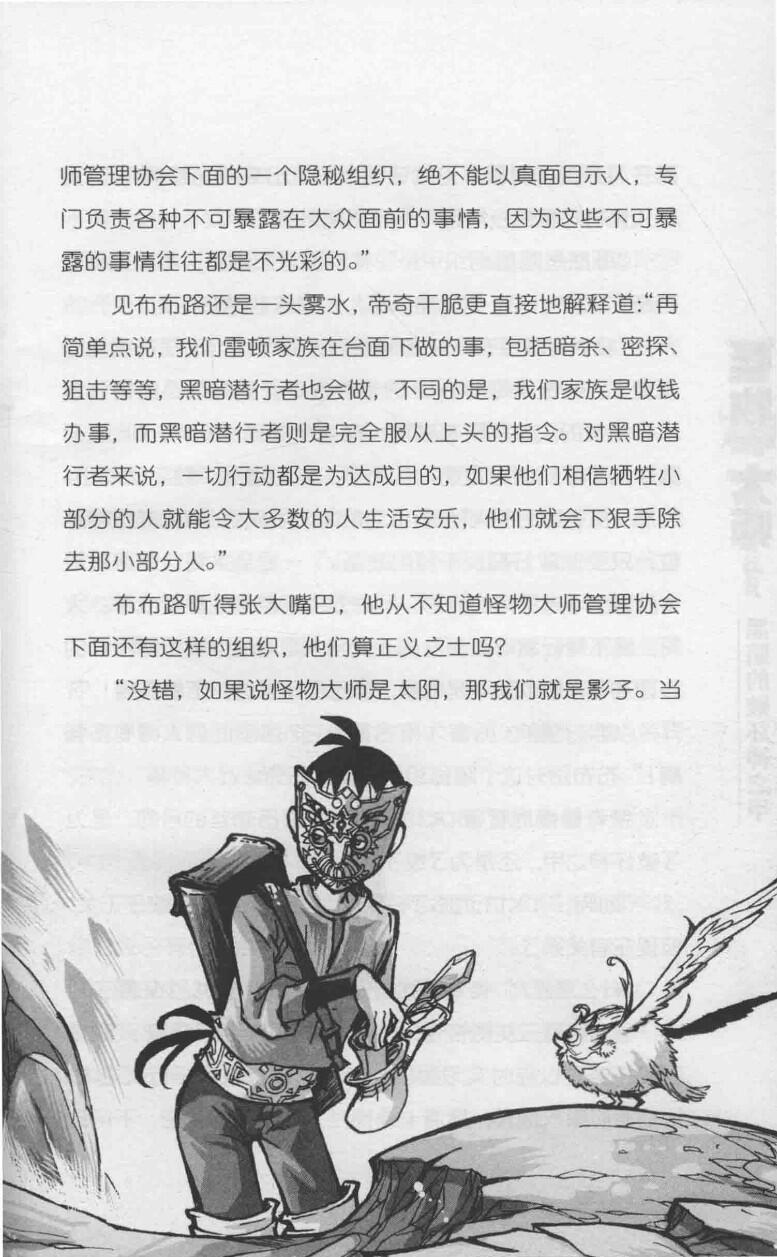 师管理协会下面的一个隐秘组织，绝不能以真面目示人，专
门负责各种不可暴露在大众面前的事情，因为这些不可暴
露的事情往往都是不光彩的。”
见布布路还是一头雾水，帝奇干脆更直接地解释道：“再
简单点说，我们雷顿家族在台面下做的事，包括暗杀、密探、
狙击等等，黑暗潜行者也会做，不同的是，我们家族是收钱
办事，而黑暗潜行者则是完全服从上头的指令。对黑暗潜
行者来说，一切行动都是为达成目的，如果他们相信牺牲小
部分的人就能令大多数的人生活安乐，他们就会下狠手除
去那小部分人。”
布布路听得张大嘴巴，他从不知道怪物大师管理协会
下面还有这样的组织，他们算正义之士吗？
“没错，如果说怪物大师是太阳，那我们就是影子。当